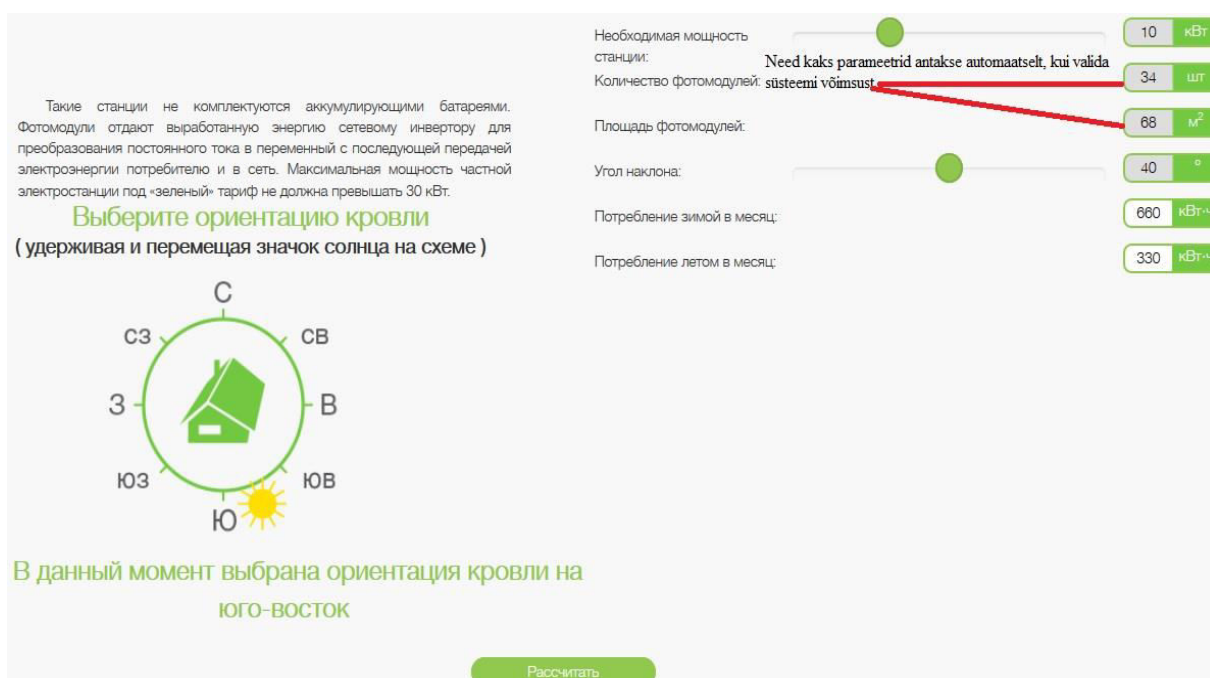 Такие станции не комплектуются аккумулирующими батареями.
Фотомодули отдают выработанную энергию сетевому инвертору для
преобразования постоянного тока в переменный с последующей передачей
электроэнергии потребителю и в сеть. Максимальная мощность частной
электростанции под «зеленый» тариф не должна превышать 30 кВт.
Выберите ориентацию кровли
( удерживая и перемещая значок солнца на схеме )
С
СЗ СВ
З В
ЮЗ ЮВ
Ю
В данный момент выбрана ориентация кровли на
юго-восток
Необходимая мощность 10 кВт
станции:
Need kaks parameetrid antakse automaatselt, kui valida
süsteemi võimsust
Количество фотомодулей: 34 шт
Площадь фотомодулей: 68 м²
Угол наклона: 40 °
Потребление зимой в месяц: 660 кВт·ч
Потребление летом в месяц: 330 кВт·ч
Рассчитать